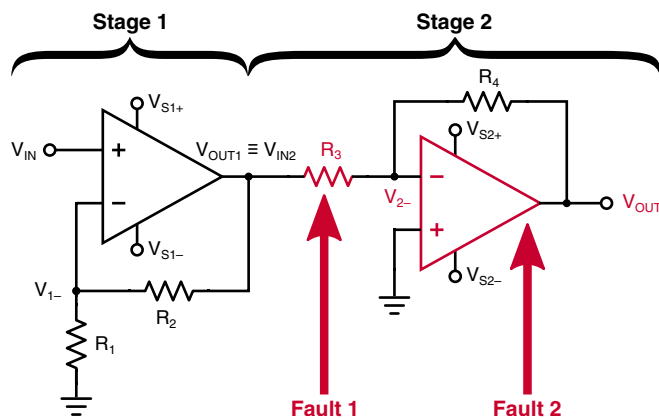 Stage 1
Stage 2
R4
VS1+
VS2+
VIN
VOUT1 ≡ VIN2
R3
+
−
−
+
V2−
VOUT
VS1−
VS2−
V1−
R2
R1
Fault 1
Fault 2